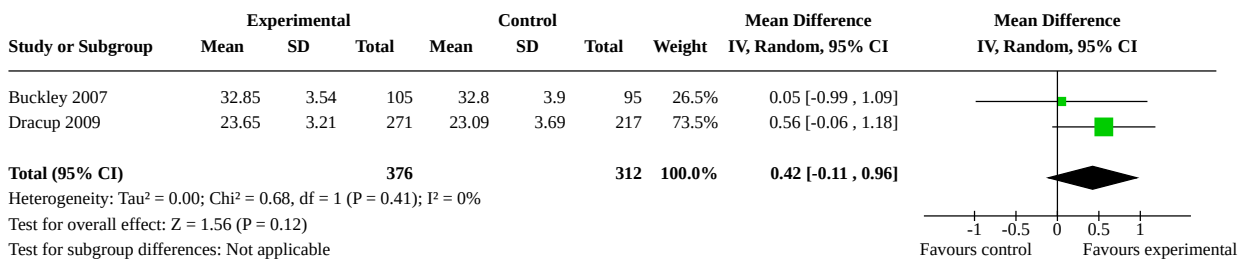 Experimental Control Mean Difference Mean Difference
Study or Subgroup Mean SD Total Mean SD Total Weight IV, Random, 95% CI IV, Random, 95% CI
Buckley 2007 32.85 3.54 105 32.8 3.9 95 26.5% 0.05 [-0.99 , 1.09]
Dracup 2009 23.65 3.21 271 23.09 3.69 217 73.5% 0.56 [-0.06 , 1.18]
Total (95% CI) 376 312 100.0% 0.42 [-0.11 , 0.96]
Heterogeneity: Tau² = 0.00; Chi² = 0.68, df = 1 (P = 0.41); I² = 0%
Test for overall effect: Z = 1.56 (P = 0.12) -1 -0.5 0 0.5 1
Test for subgroup differences: Not applicable Favours control Favours experimental